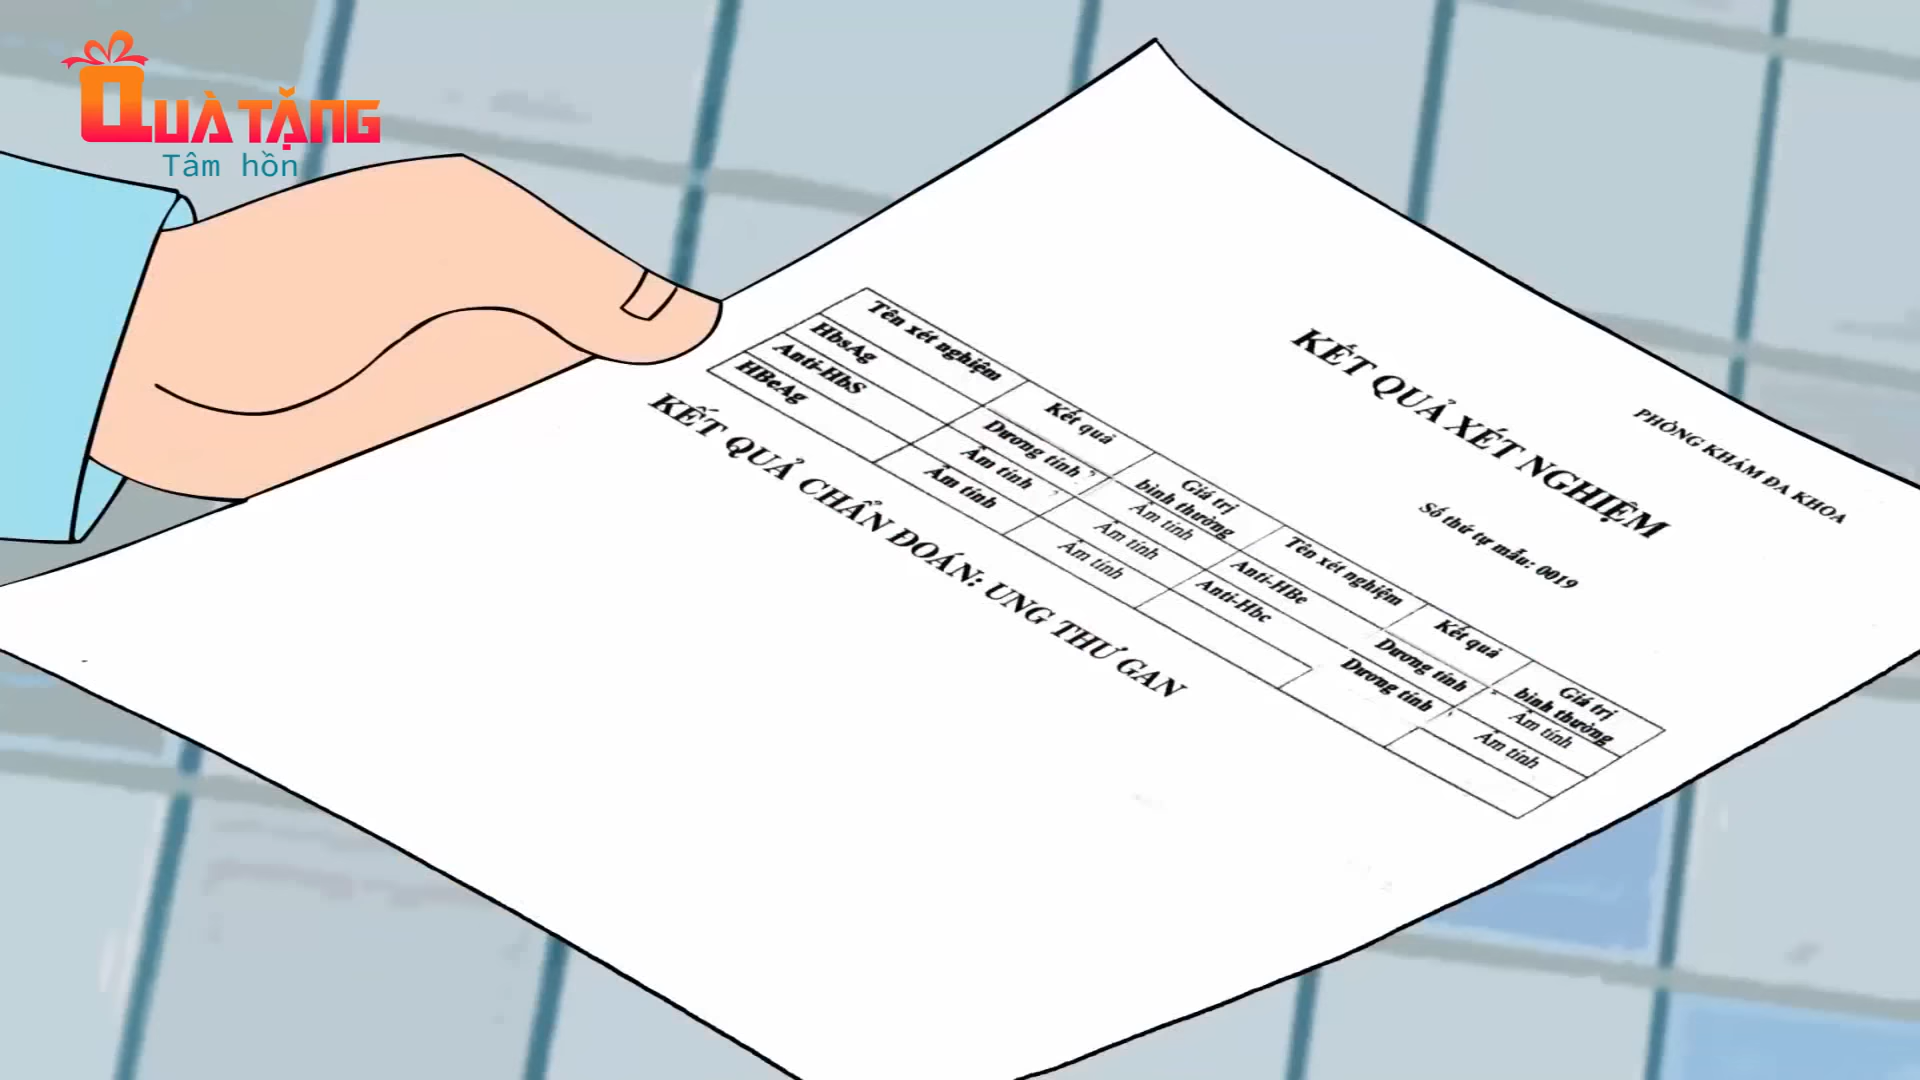 QUÀ TẶNG
Tâm hồn
PHÒNG KHÁM ĐA KHOA
KẾT QUẢ XÉT NGHIỆM
Số thứ tự mẫu: 0019
Tên xét nghiệm Kết quả Giá trị bình thường Tên xét nghiệm Kết quả Giá trị bình thường
HbsAg Dương tính Âm tính Anti-HBe Dương tính Âm tính
Anti-HbS Âm tính Âm tính Anti-Hbc Dương tính Âm tính
HBeAg Âm tính Âm tính
KẾT QUẢ CHẨN ĐOÁN: UNG THƯ GAN